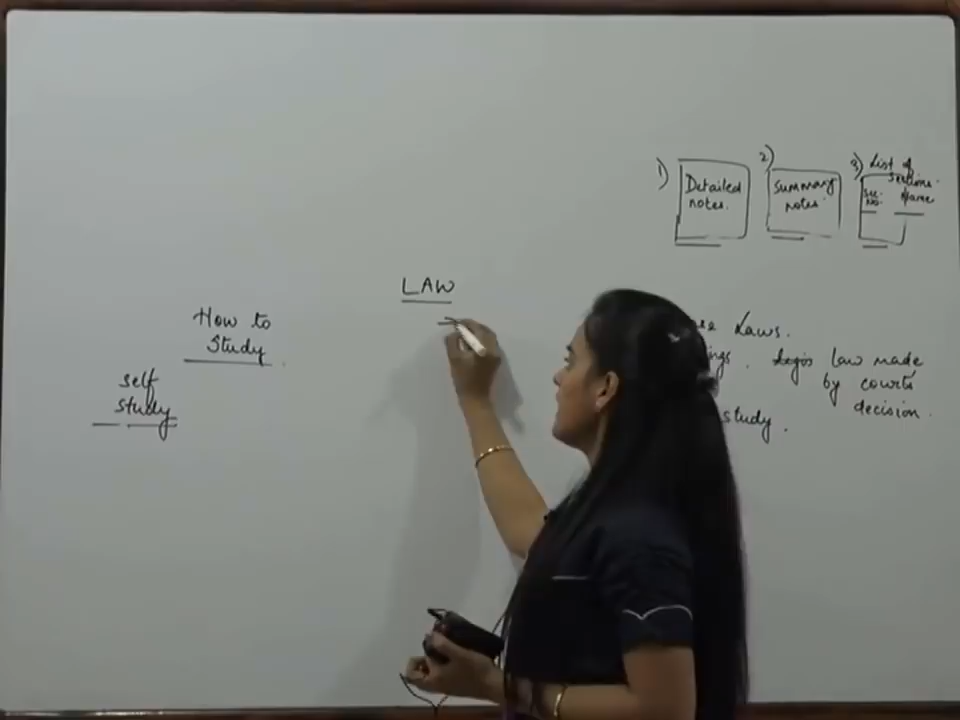 1) Detailed
notes.
2) Summary
notes.
3) List of
Sections.
Sec. Name
No.
LAW
How to
Study
self
study
Laws.
law made
by courts
decision.
study.